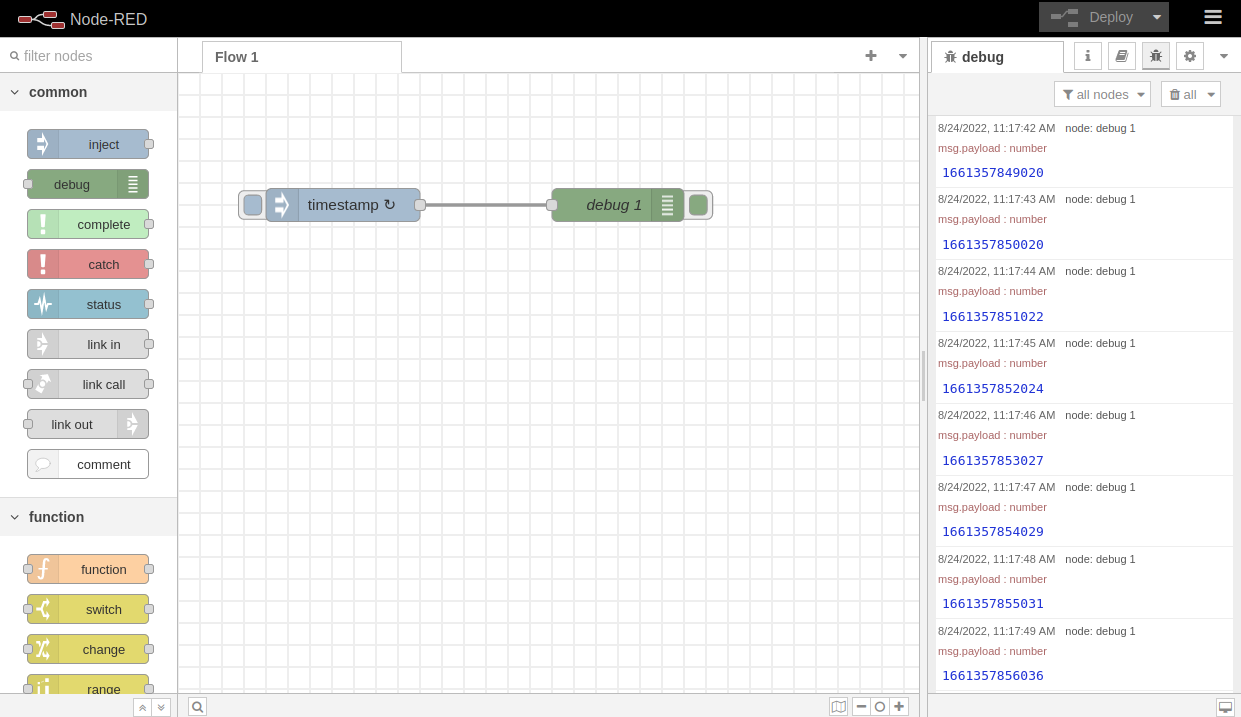 Node-RED
Deploy
filter nodes
common
inject
debug
complete
catch
status
link in
link call
link out
comment
function
function
switch
change
range
Flow 1
timestamp ↻
debug 1
debug
all nodes
all
8/24/2022, 11:17:42 AM node: debug 1
msg.payload : number
1661357849020
8/24/2022, 11:17:43 AM node: debug 1
msg.payload : number
1661357850020
8/24/2022, 11:17:44 AM node: debug 1
msg.payload : number
1661357851022
8/24/2022, 11:17:45 AM node: debug 1
msg.payload : number
1661357852024
8/24/2022, 11:17:46 AM node: debug 1
msg.payload : number
1661357853027
8/24/2022, 11:17:47 AM node: debug 1
msg.payload : number
1661357854029
8/24/2022, 11:17:48 AM node: debug 1
msg.payload : number
1661357855031
8/24/2022, 11:17:49 AM node: debug 1
msg.payload : number
1661357856036